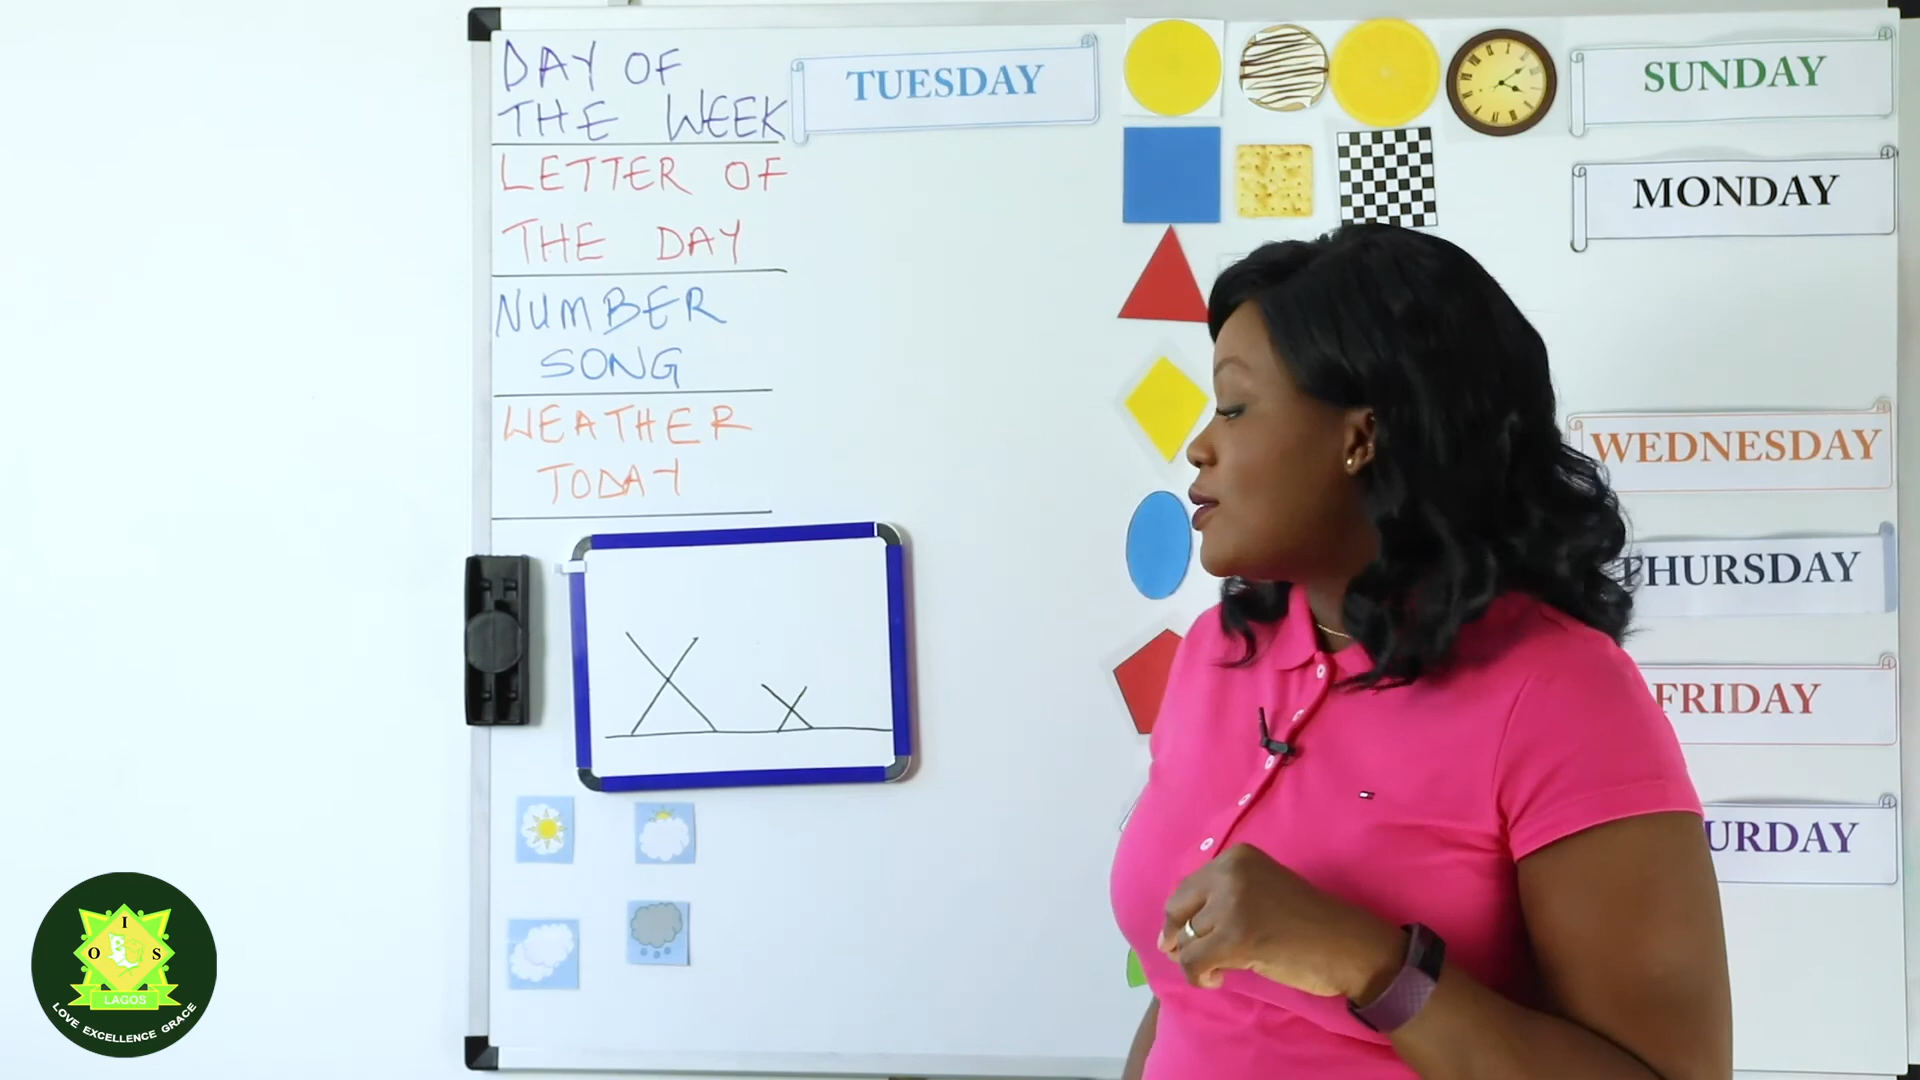 DAY OF
THE WEEK
TUESDAY
LETTER OF
THE DAY
NUMBER
SONG
WEATHER
TODAY
X x
SUNDAY
MONDAY
WEDNESDAY
THURSDAY
FRIDAY
URDAY
I
O S
LAGOS
LOVE EXCELLENCE GRACE